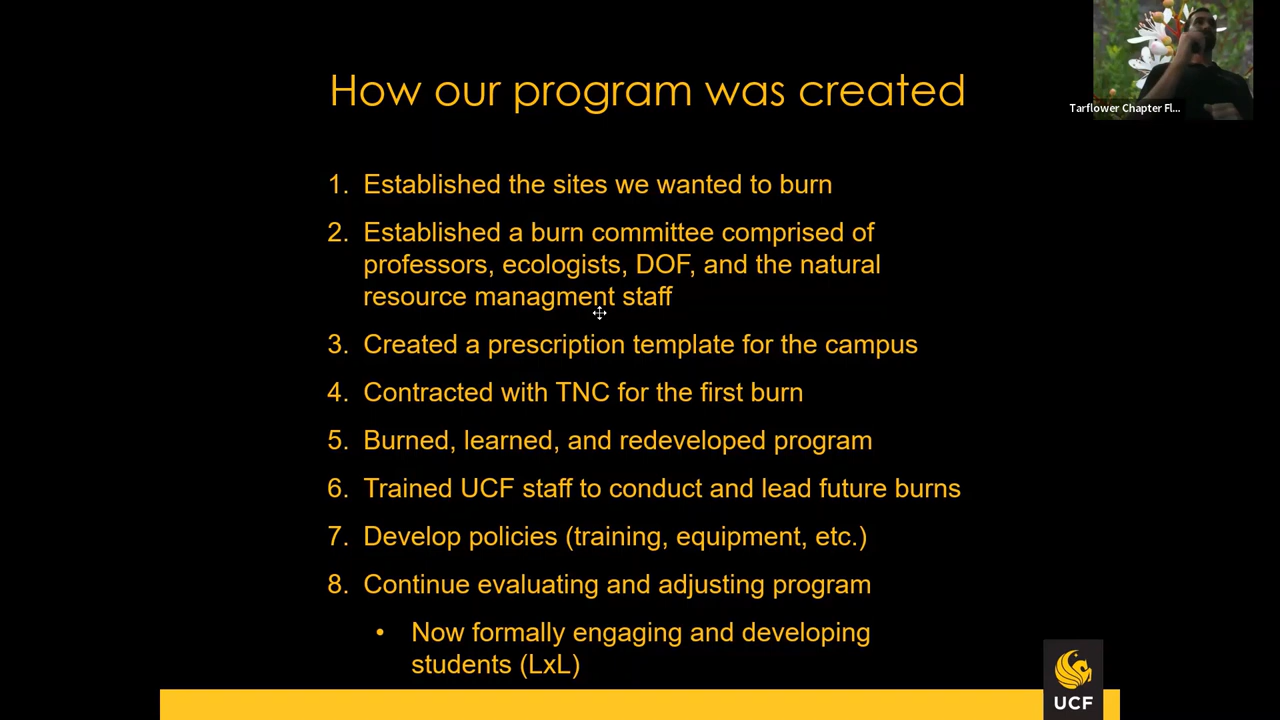 How our program was created
Tarflower Chapter Fl...
1. Established the sites we wanted to burn
2. Established a burn committee comprised of
professors, ecologists, DOF, and the natural
resource managment staff
3. Created a prescription template for the campus
4. Contracted with TNC for the first burn
5. Burned, learned, and redeveloped program
6. Trained UCF staff to conduct and lead future burns
7. Develop policies (training, equipment, etc.)
8. Continue evaluating and adjusting program
• Now formally engaging and developing
students (LxL)
UCF